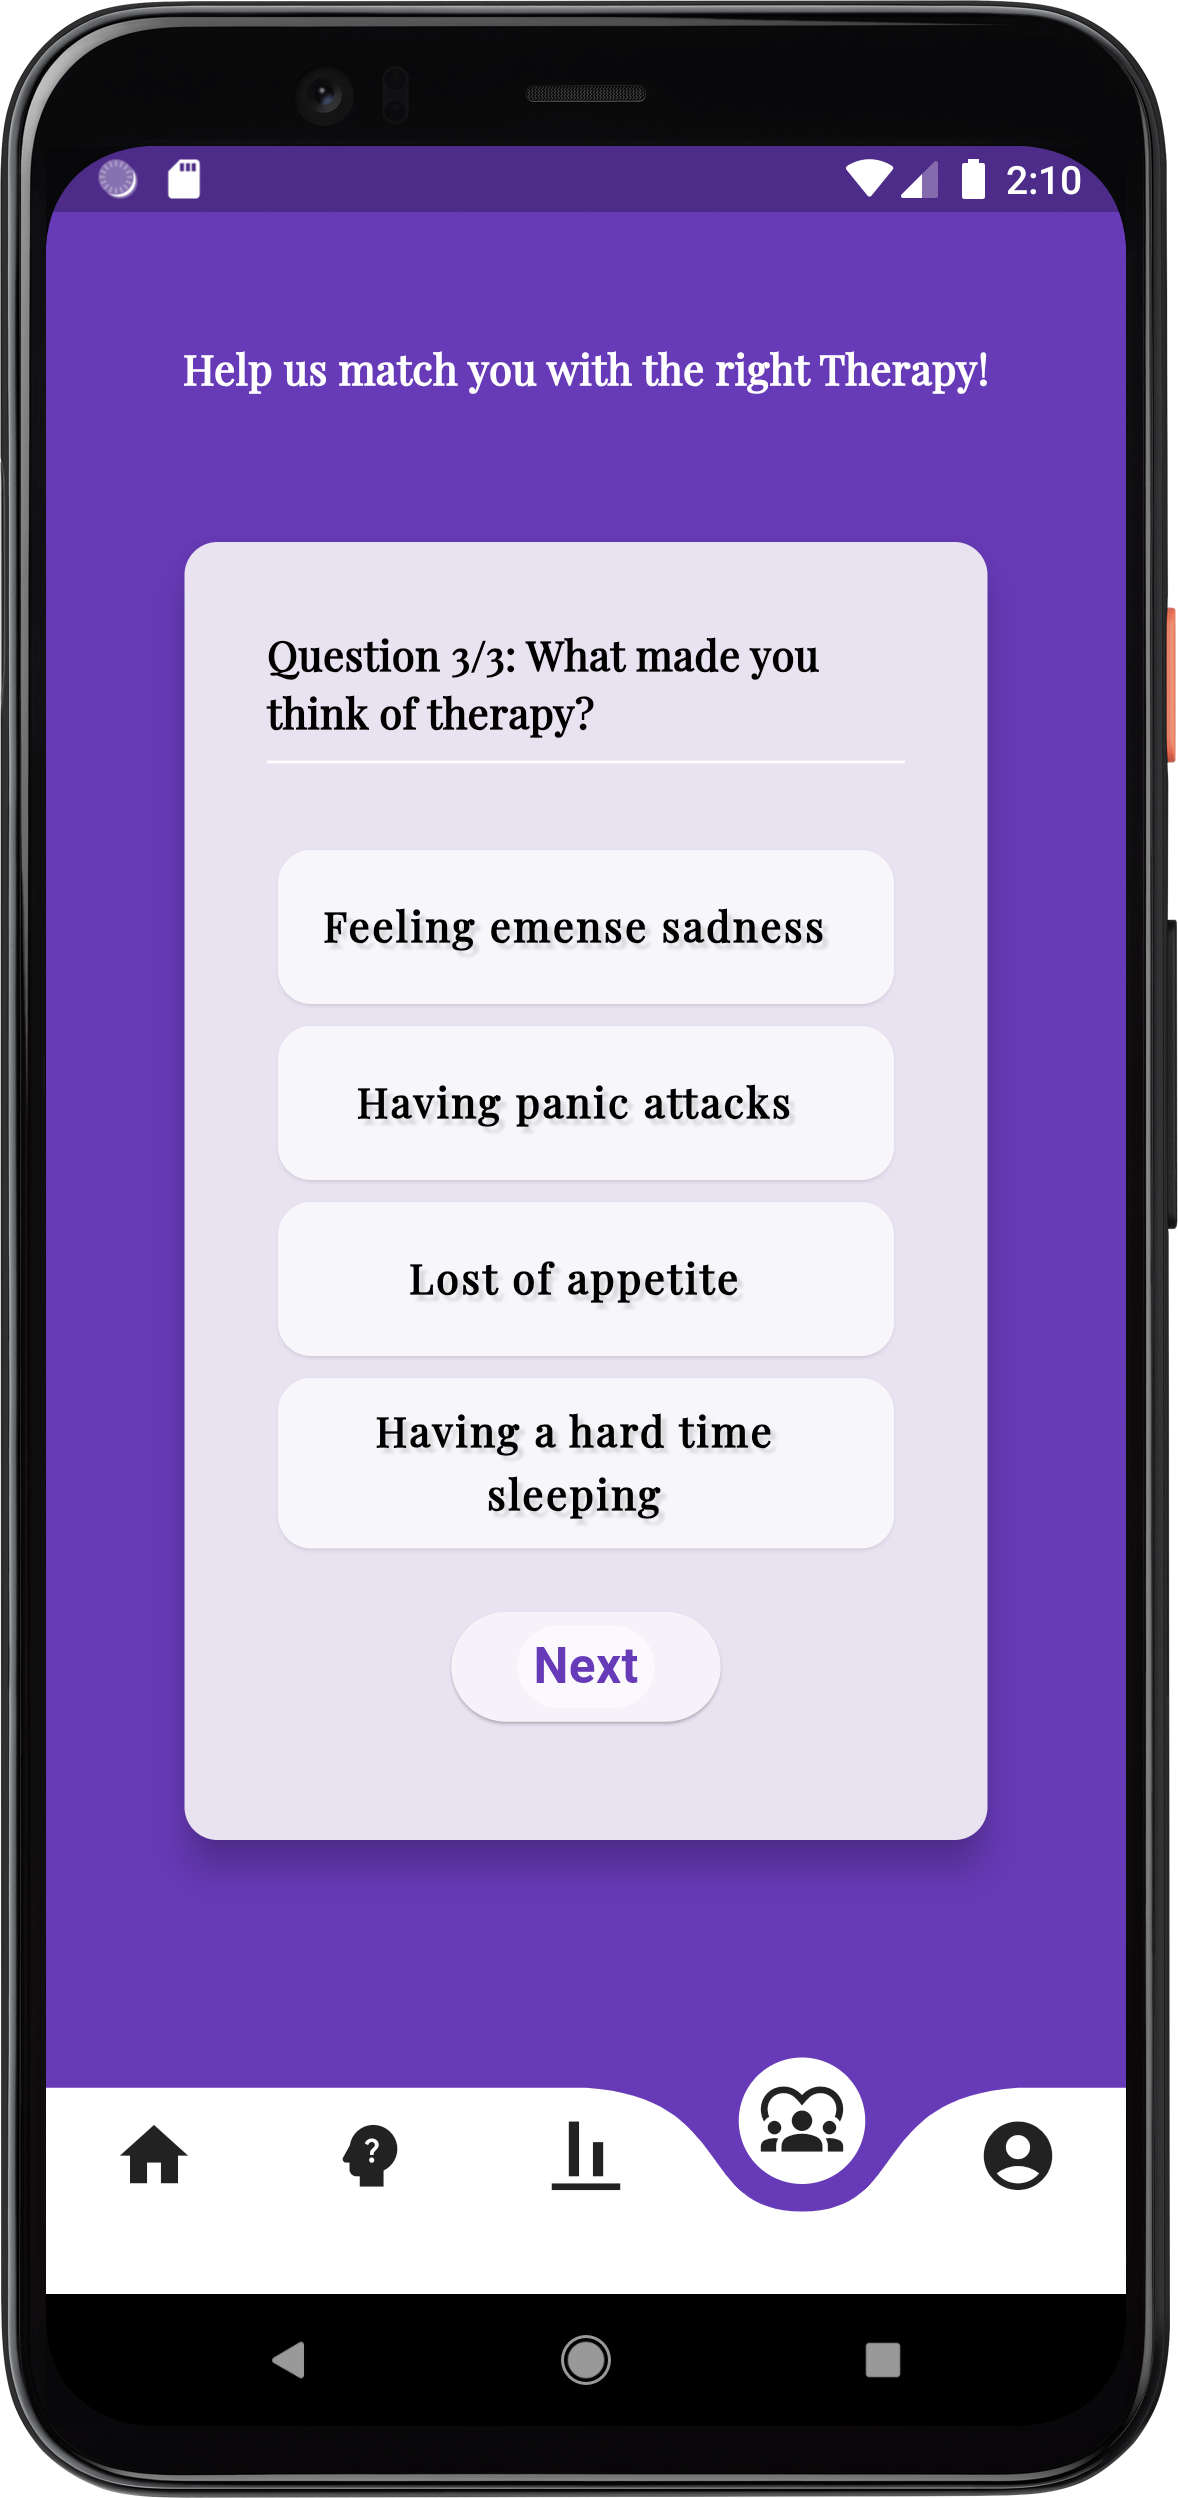 2:10
Help us match you with the right Therapy!
Question 3/3: What made you
think of therapy?
Feeling emense sadness
Having panic attacks
Lost of appetite
Having a hard time
sleeping
Next
?